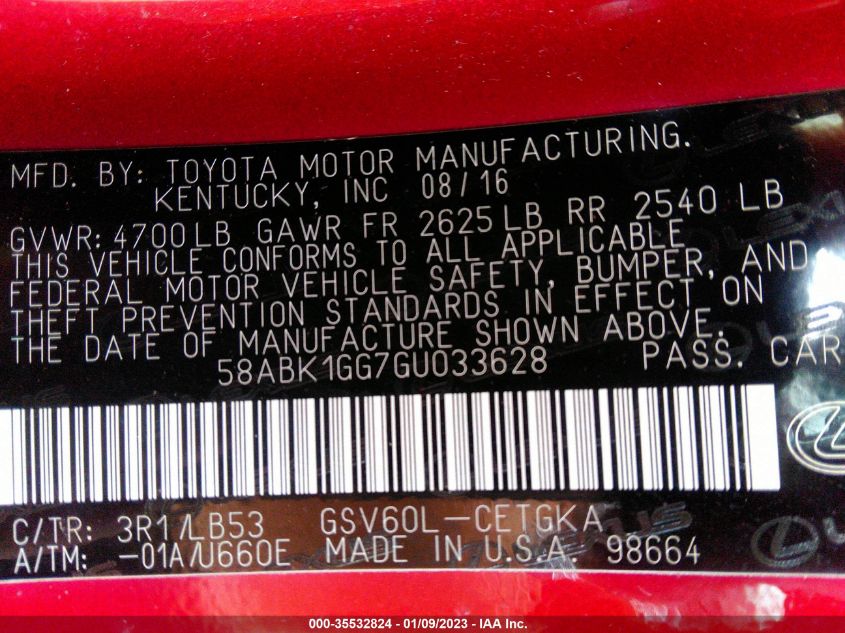 MFD. BY: TOYOTA MOTOR MANUFACTURING.
KENTUCKY, INC 08/16
GVWR: 4700LB GAWR FR 2625LB RR 2540 LB
THIS VEHICLE CONFORMS TO ALL APPLICABLE
FEDERAL MOTOR VEHICLE SAFETY, BUMPER, AND
THEFT PREVENTION STANDARDS IN EFFECT ON
THE DATE OF MANUFACTURE SHOWN ABOVE.
58ABK1GG7GU033628 PASS. CAR
C/TR: 3R1/LB53 GSV60L-CETGKA
A/TM: -01A/U660E MADE IN U.S.A. 98664
000-35532824 - 01/09/2023 - IAA Inc.